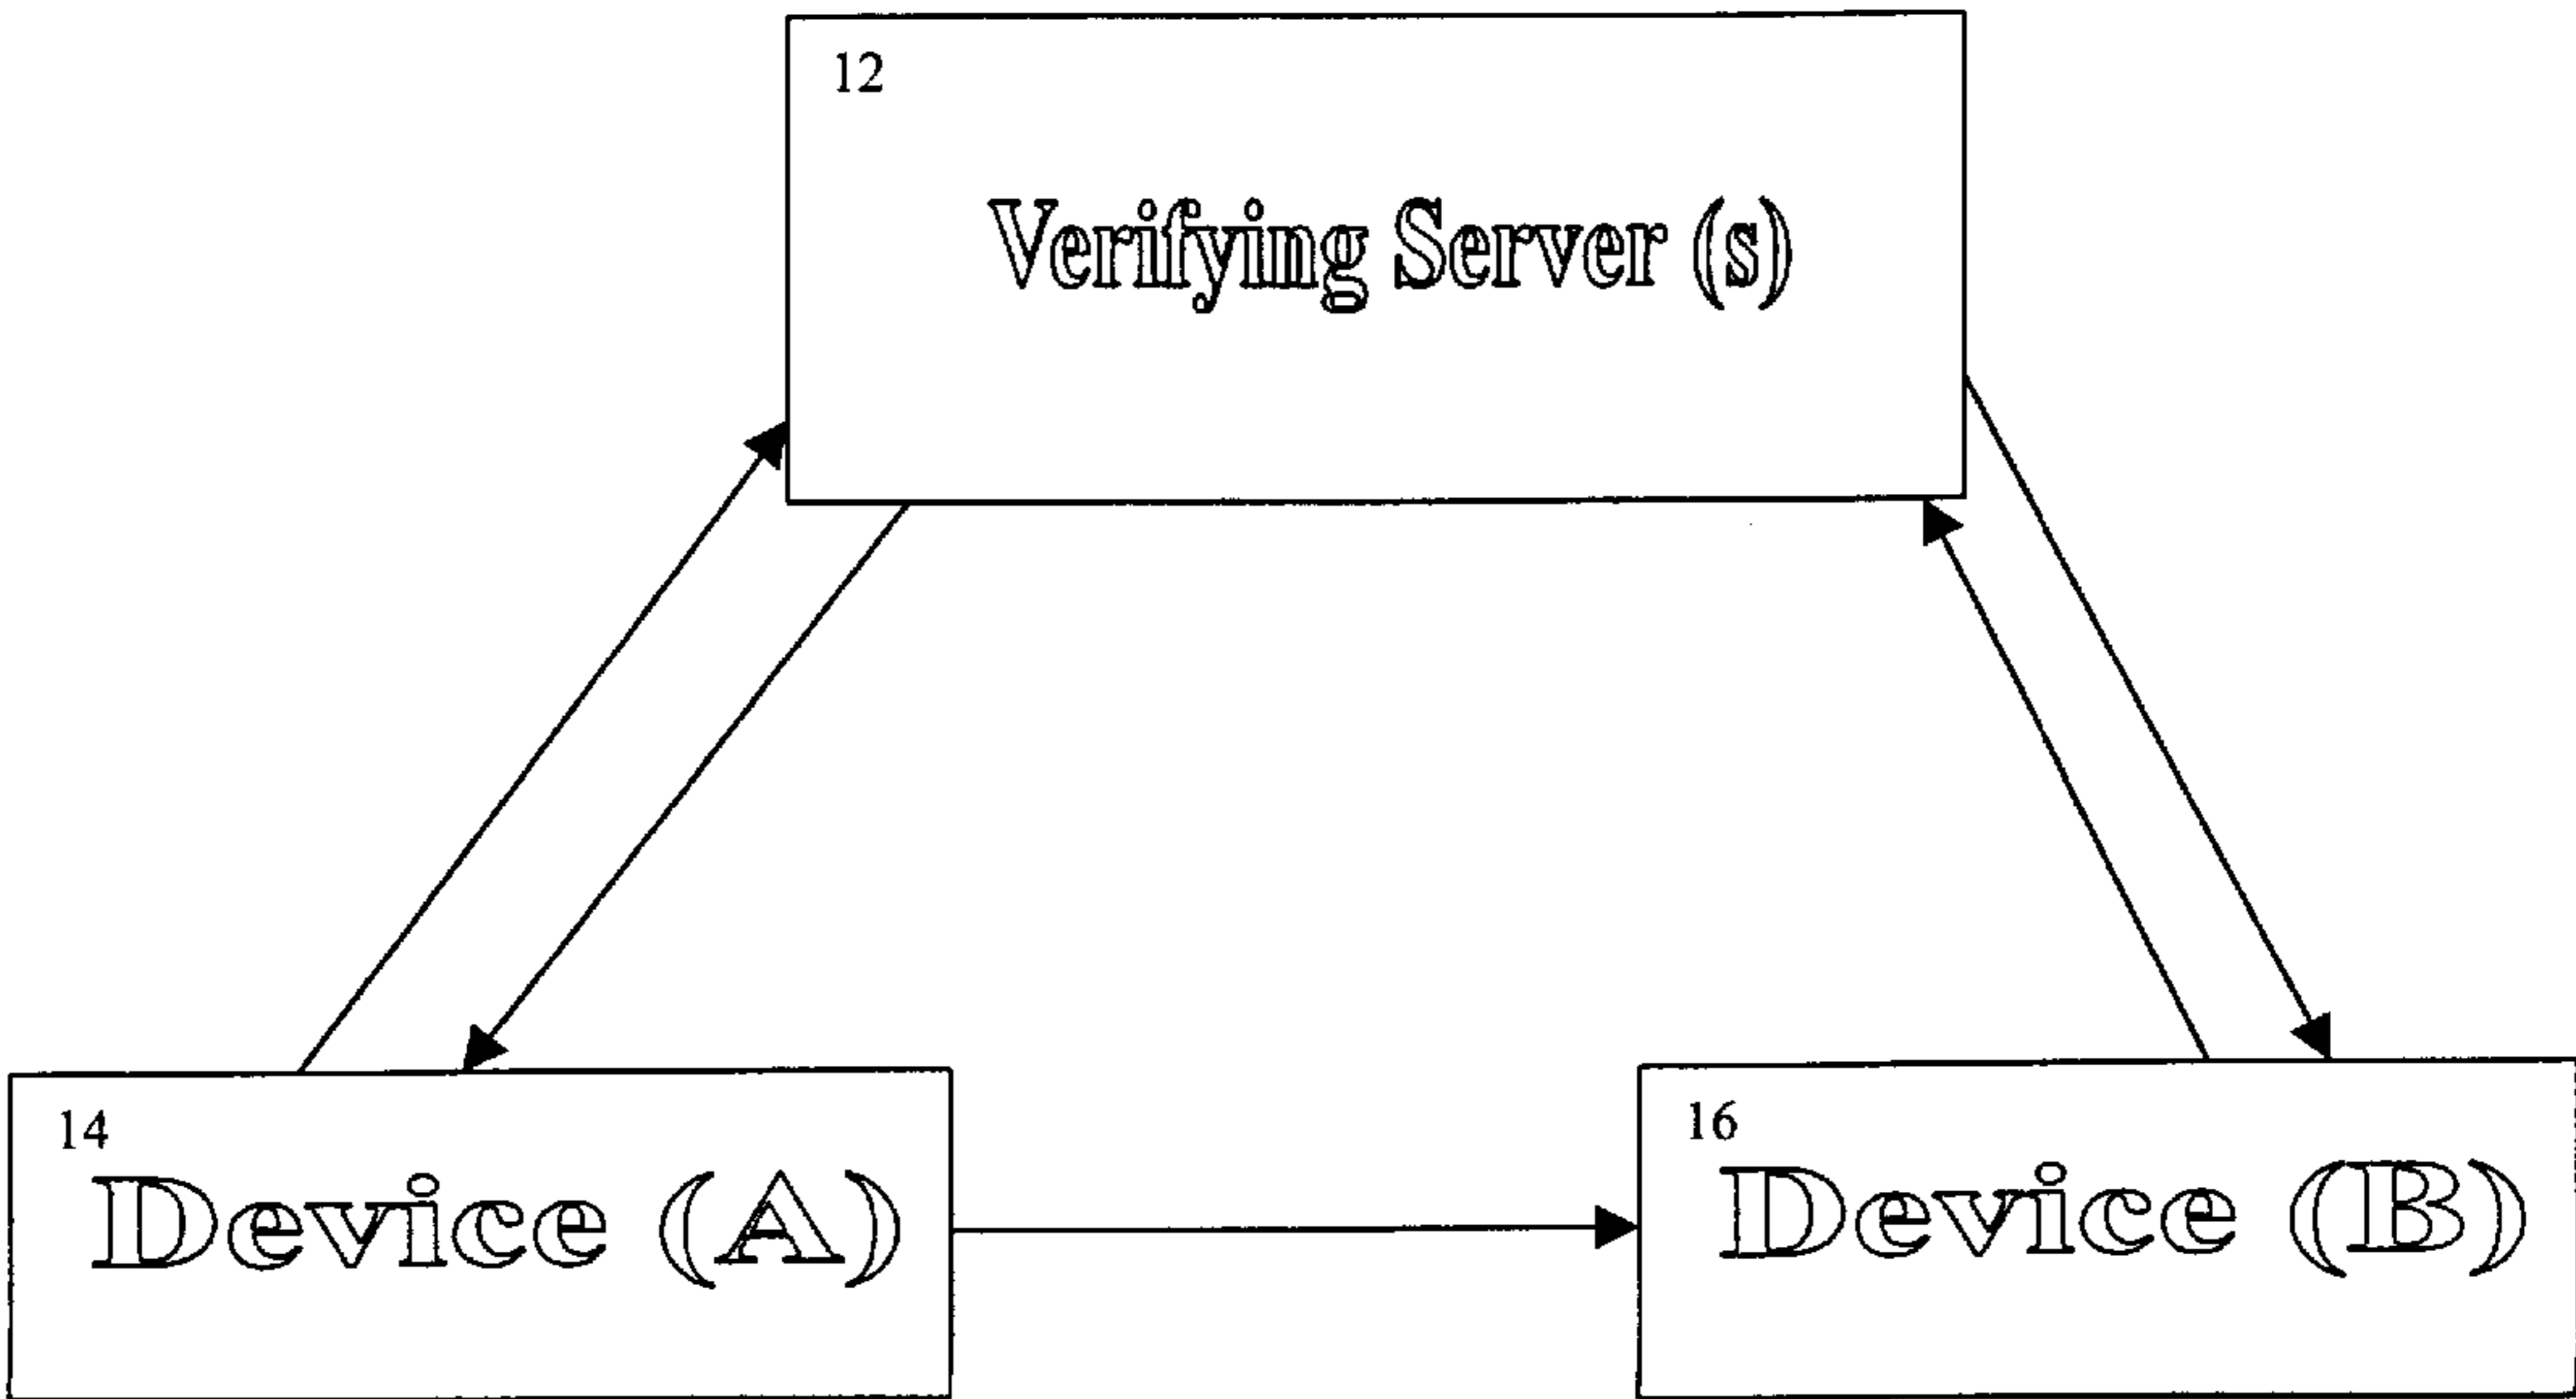 12
Verifying Server (s)
14
Device (A)
16
Device (B)